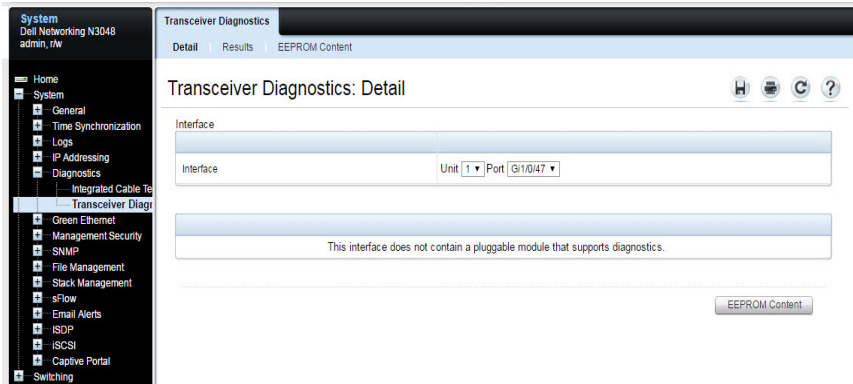 System
Dell Networking N3048
admin, r/w
Home
System
General
Time Synchronization
Logs
IP Addressing
Diagnostics
Integrated Cable Te
Transceiver Diagr
Green Ethernet
Management Security
SNMP
File Management
Stack Management
sFlow
Email Alerts
ISDP
iSCSI
Captive Portal
Switching
Transceiver Diagnostics
Detail Results EEPROM Content
Transceiver Diagnostics: Detail
Interface
Interface Unit 1 Port Gi1/0/47
This interface does not contain a pluggable module that supports diagnostics.
EEPROM Content